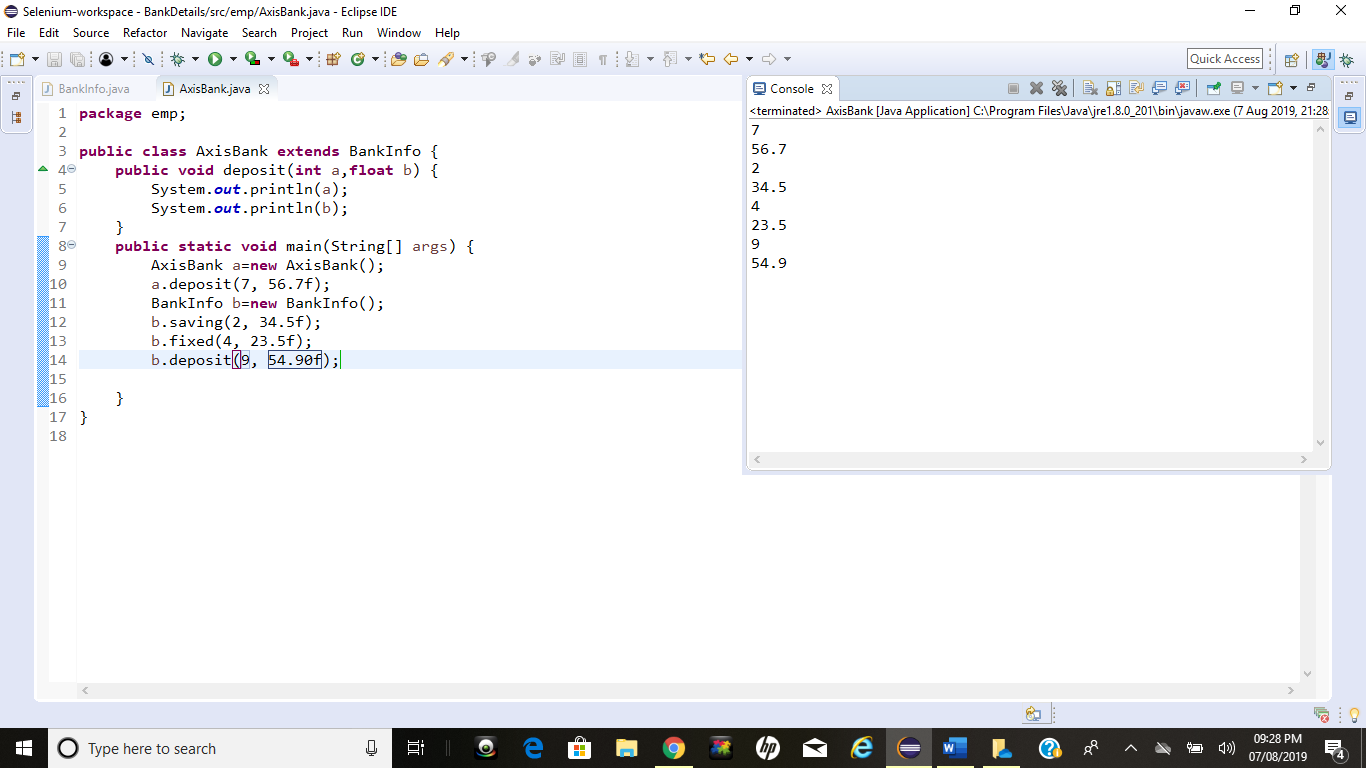 Selenium-workspace - BankDetails/src/emp/AxisBank.java - Eclipse IDE
File Edit Source Refactor Navigate Search Project Run Window Help
Quick Access
BankInfo.java AxisBank.java
1 package emp;
2
3 public class AxisBank extends BankInfo {
4 public void deposit(int a,float b) {
5 System.out.println(a);
6 System.out.println(b);
7 }
8 public static void main(String[] args) {
9 AxisBank a=new AxisBank();
10 a.deposit(7, 56.7f);
11 BankInfo b=new BankInfo();
12 b.saving(2, 34.5f);
13 b.fixed(4, 23.5f);
14 b.deposit(9, 54.90f);
15
16 }
17 }
18
Console
<terminated> AxisBank [Java Application] C:\Program Files\Java\jre1.8.0_201\bin\javaw.exe (7 Aug 2019, 21:28
7
56.7
2
34.5
4
23.5
9
54.9
Type here to search
09:28 PM
07/08/2019
4